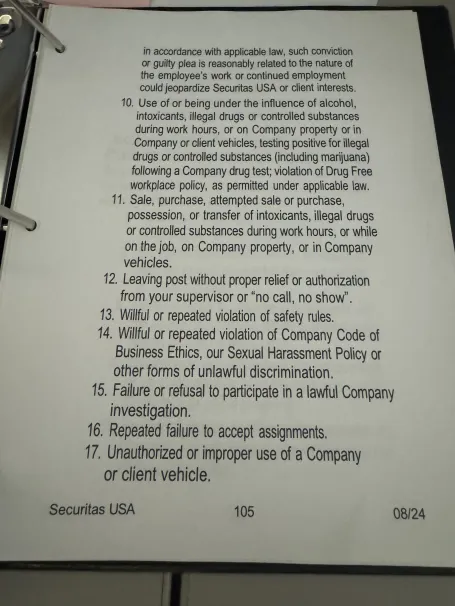 in accordance with applicable law, such conviction
or guilty plea is reasonably related to the nature of
the employee's work or continued employment
could jeopardize Securitas USA or client interests.
10. Use of or being under the influence of alcohol,
intoxicants, illegal drugs or controlled substances
during work hours, or on Company property or in
Company or client vehicles, testing positive for illegal
drugs or controlled substances (including marijuana)
following a Company drug test; violation of Drug Free
workplace policy, as permitted under applicable law.
11. Sale, purchase, attempted sale or purchase,
possession, or transfer of intoxicants, illegal drugs
or controlled substances during work hours, or while
on the job, on Company property, or in Company
vehicles.
12. Leaving post without proper relief or authorization
from your supervisor or “no call, no show”.
13. Willful or repeated violation of safety rules.
14. Willful or repeated violation of Company Code of
Business Ethics, our Sexual Harassment Policy or
other forms of unlawful discrimination.
15. Failure or refusal to participate in a lawful Company
investigation.
16. Repeated failure to accept assignments.
17. Unauthorized or improper use of a Company
or client vehicle.
Securitas USA 105 08/24